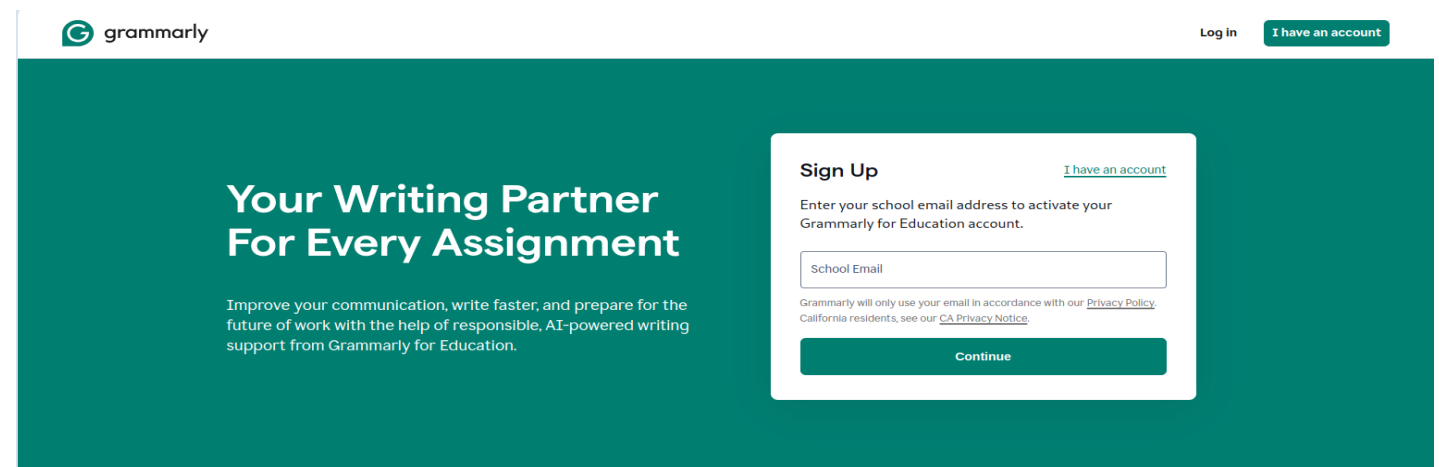 grammarly
Log in
I have an account
Your Writing Partner
For Every Assignment
Improve your communication, write faster, and prepare for the
future of work with the help of responsible, AI-powered writing
support from Grammarly for Education.
Sign Up
I have an account
Enter your school email address to activate your
Grammarly for Education account.
School Email
Grammarly will only use your email in accordance with our Privacy Policy.
California residents, see our CA Privacy Notice.
Continue